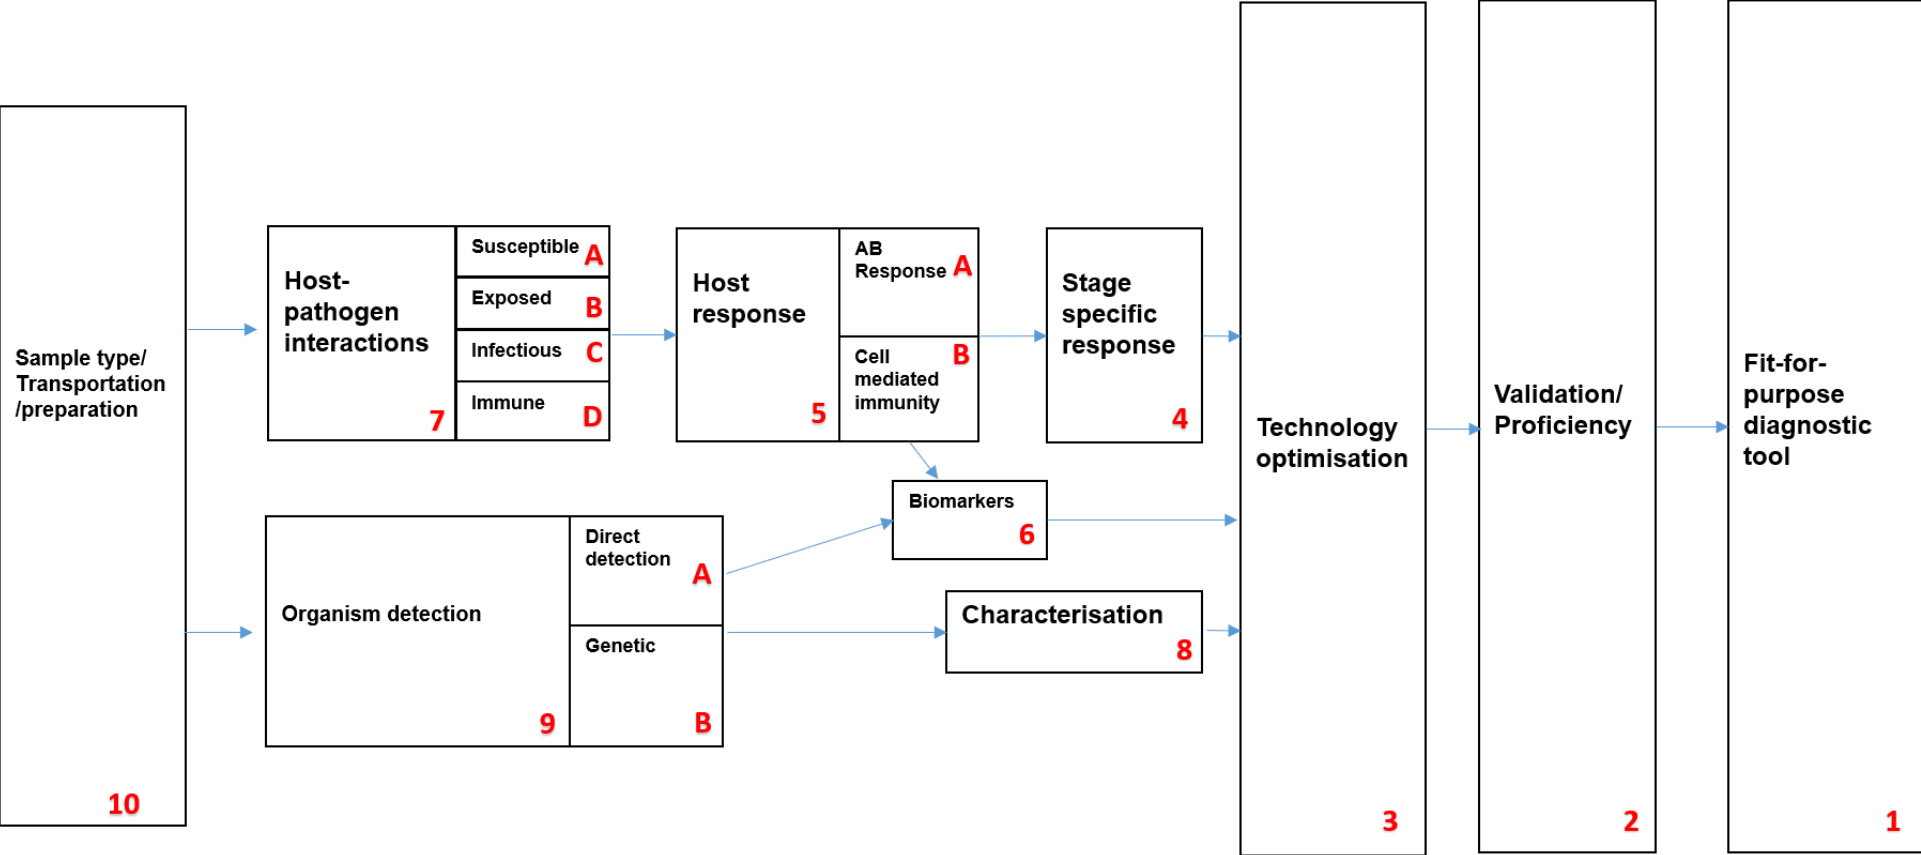 Sample type/
Transportation
/preparation
10
Host-
pathogen
interactions
7
Susceptible A
Exposed B
Infectious C
Immune D
Host
response
5
AB
Response A
Cell B
mediated
immunity
Stage
specific
response
4
Biomarkers
6
Organism detection
9
Direct
detection
A
Genetic
B
Characterisation
8
Technology
optimisation
3
Validation/
Proficiency
2
Fit-for-
purpose
diagnostic
tool
1